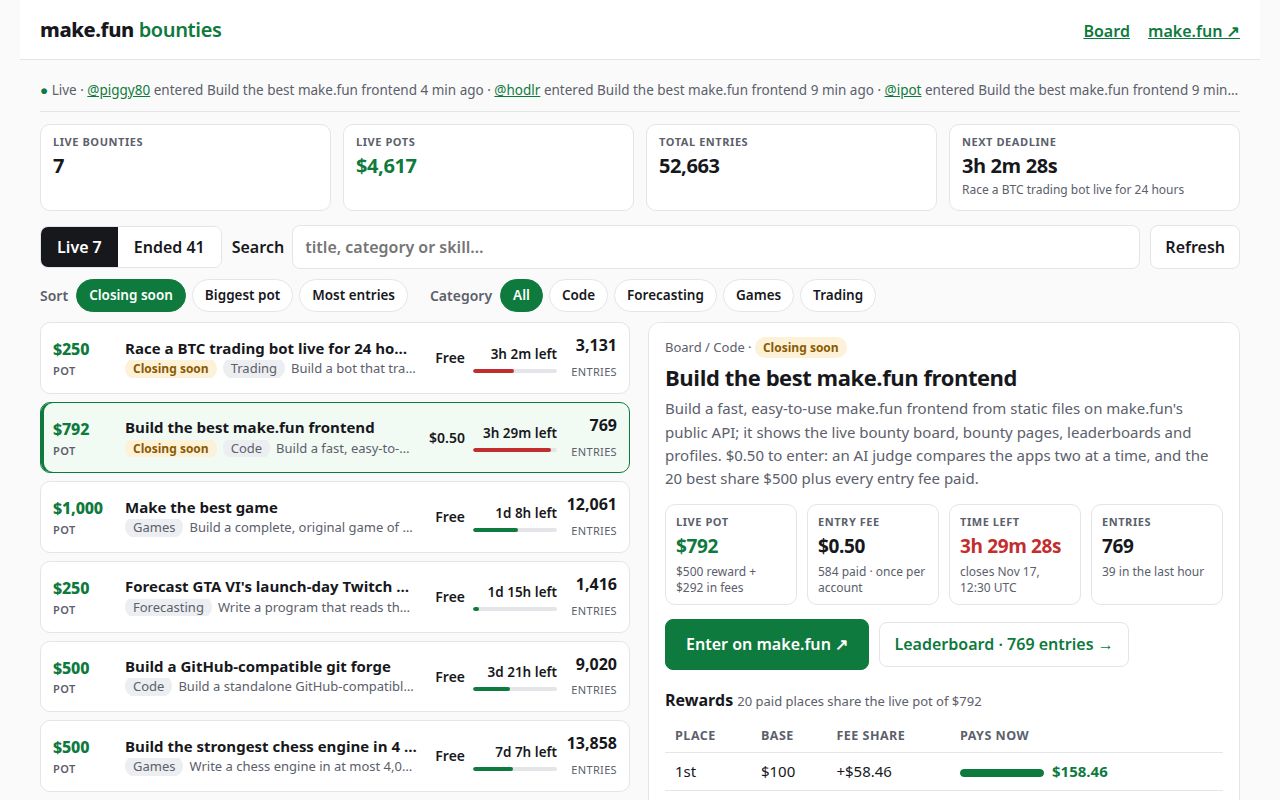 make.fun bounties
Board make.fun ↗
● Live · @piggy80 entered Build the best make.fun frontend 4 min ago · @hodlr entered Build the best make.fun frontend 9 min ago · @ipot entered Build the best make.fun frontend 9 min…
LIVE BOUNTIES
7
LIVE POTS
$4,617
TOTAL ENTRIES
52,663
NEXT DEADLINE
3h 2m 28s
Race a BTC trading bot live for 24 hours
Live 7 Ended 41 Search title, category or skill... Refresh
Sort Closing soon Biggest pot Most entries Category All Code Forecasting Games Trading
$250
POT
Race a BTC trading bot live for 24 ho…
Closing soon Trading Build a bot that tra…
Free
3h 2m left
3,131
ENTRIES
$792
POT
Build the best make.fun frontend
Closing soon Code Build a fast, easy-to-…
$0.50
3h 29m left
769
ENTRIES
$1,000
POT
Make the best game
Games Build a complete, original game of …
Free
1d 8h left
12,061
ENTRIES
$250
POT
Forecast GTA VI's launch-day Twitch …
Forecasting Write a program that reads th…
Free
1d 15h left
1,416
ENTRIES
$500
POT
Build a GitHub-compatible git forge
Code Build a standalone GitHub-compatibl…
Free
3d 21h left
9,020
ENTRIES
$500
POT
Build the strongest chess engine in 4 …
Games Write a chess engine in at most 4,0…
Free
7d 7h left
13,858
ENTRIES
Board / Code · Closing soon
Build the best make.fun frontend
Build a fast, easy-to-use make.fun frontend from static files on make.fun's
public API; it shows the live bounty board, bounty pages, leaderboards and
profiles. $0.50 to enter: an AI judge compares the apps two at a time, and the
20 best share $500 plus every entry fee paid.
LIVE POT
$792
$500 reward +
$292 in fees
ENTRY FEE
$0.50
584 paid · once per
account
TIME LEFT
3h 29m 28s
closes Nov 17,
12:30 UTC
ENTRIES
769
39 in the last hour
Enter on make.fun ↗ Leaderboard · 769 entries →
Rewards 20 paid places share the live pot of $792
PLACE BASE FEE SHARE PAYS NOW
1st $100 +$58.46 $158.46